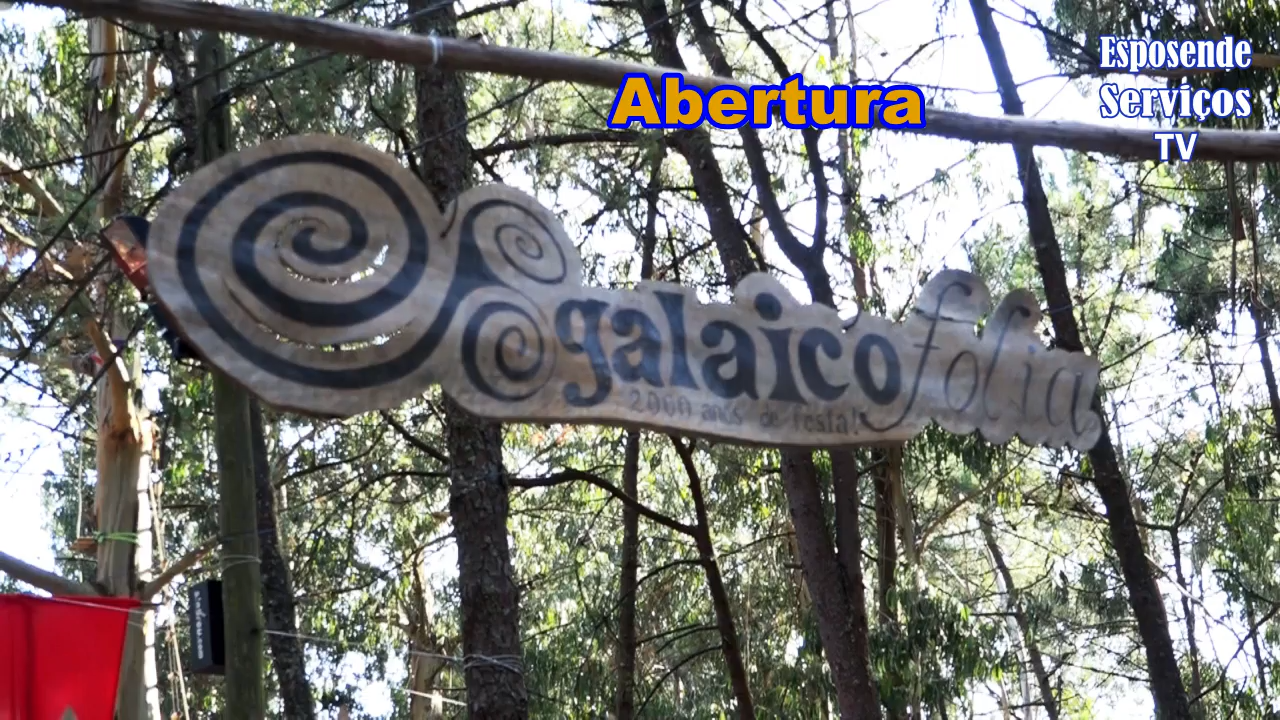 Abertura
Esposende
Serviços
TV
galaicofolia
2000 anos de festa!